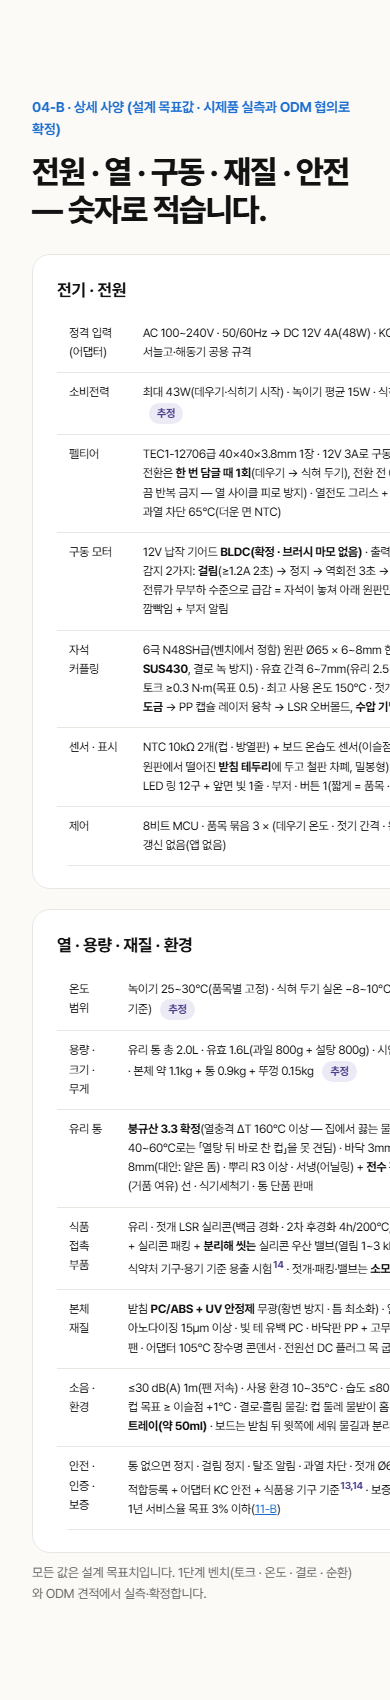 04-B · 상세 사양 (설계 목표값 · 시제품 실측과 ODM 협의로
확정)
전원 · 열 · 구동 · 재질 · 안전
— 숫자로 적습니다.
전기 · 전원
정격 입력
(어댑터)
AC 100~240V · 50/60Hz → DC 12V 4A(48W) · KC
서늘고·해동기 공용 규격
소비전력
최대 43W(데우기·식히기 시작) · 녹이기 평균 15W · 식
추정
펠티어
TEC1-12706급 40×40×3.8mm 1장 · 12V 3A로 구동
전환은 한 번 담글 때 1회(데우기 → 식혀 두기), 전환 전
끔 반복 금지 — 열 사이클 피로 방지) · 열전도 그리스 +
과열 차단 65°C(더운 면 NTC)
구동 모터
12V 납작 기어드 BLDC(확정 · 브러시 마모 없음) · 출력
감지 2가지: 걸림(≥1.2A 2초) → 정지 → 역회전 3초 →
전류가 무부하 수준으로 급감 = 자석이 놓쳐 아래 원판만
깜빡임 + 부저 알림
자석
커플링
6극 N48SH급(벤치에서 정함) 원판 Ø65 × 6~8mm 한
SUS430, 결로 녹 방지) · 유효 간격 6~7mm(유리 2.5
토크 ≥0.3 N·m(목표 0.5) · 최고 사용 온도 150°C · 젓개
도금 → PP 캡슐 레이저 융착 → LSR 오버몰드, 수압 기
센서 · 표시
NTC 10kΩ 2개(컵 · 방열판) + 보드 온습도 센서(이슬점
원판에서 떨어진 받침 테두리에 두고 철판 차폐, 밀봉형)
LED 링 12구 + 앞면 빛 1줄 · 부저 · 버튼 1(짧게 = 품목 ·
제어
8비트 MCU · 품목 묶음 3 × (데우기 온도 · 젓기 간격 ·
갱신 없음(앱 없음)
열 · 용량 · 재질 · 환경
온도
범위
녹이기 25~30°C(품목별 고정) · 식혀 두기 실온 −8~10°C
기준) 추정
용량 ·
크기 ·
무게
유리 통 총 2.0L · 유효 1.6L(과일 800g + 설탕 800g) · 시
· 본체 약 1.1kg + 통 0.9kg + 뚜껑 0.15kg 추정
유리 통
붕규산 3.3 확정(열충격 ΔT 160°C 이상 — 집에서 끓는 물
40~60°C로는 「열탕 뒤 바로 찬 컵」을 못 견딤) · 바닥 3mm
8mm(대안: 얕은 돔) · 뿌리 R3 이상 · 서냉(어닐링) + 전수
(거품 여유) 선 · 식기세척기 · 통 단품 판매
식품
접촉
부품
유리 · 젓개 LSR 실리콘(백금 경화 · 2차 후경화 4h/200°C,
+ 실리콘 패킹 + 분리해 씻는 실리콘 우산 밸브(열림 1~3 k
식약처 기구·용기 기준 용출 시험14 · 젓개·패킹·밸브는 소모
본체
재질
받침 PC/ABS + UV 안정제 무광(황변 방지 · 틈 최소화) ·
아노다이징 15µm 이상 · 빛 테 유백 PC · 바닥판 PP + 고무
팬 · 어댑터 105°C 장수명 콘덴서 · 전원선 DC 플러그 목 굽
소음 ·
환경
≤30 dB(A) 1m(팬 저속) · 사용 환경 10~35°C · 습도 ≤80
컵 목표 ≥ 이슬점 +1°C · 결로·흘림 물길: 컵 둘레 물받이 홈
트레이(약 50ml) · 보드는 받침 뒤 윗쪽에 세워 물길과 분리
안전 ·
인증 ·
보증
통 없으면 정지 · 걸림 정지 · 탈조 알림 · 과열 차단 · 젓개 Ø6
적합등록 + 어댑터 KC 안전 + 식품용 기구 기준13,14 · 보증
1년 서비스율 목표 3% 이하(11-B)
모든 값은 설계 목표치입니다. 1단계 벤치(토크 · 온도 · 결로 · 순환)
와 ODM 견적에서 실측·확정합니다.